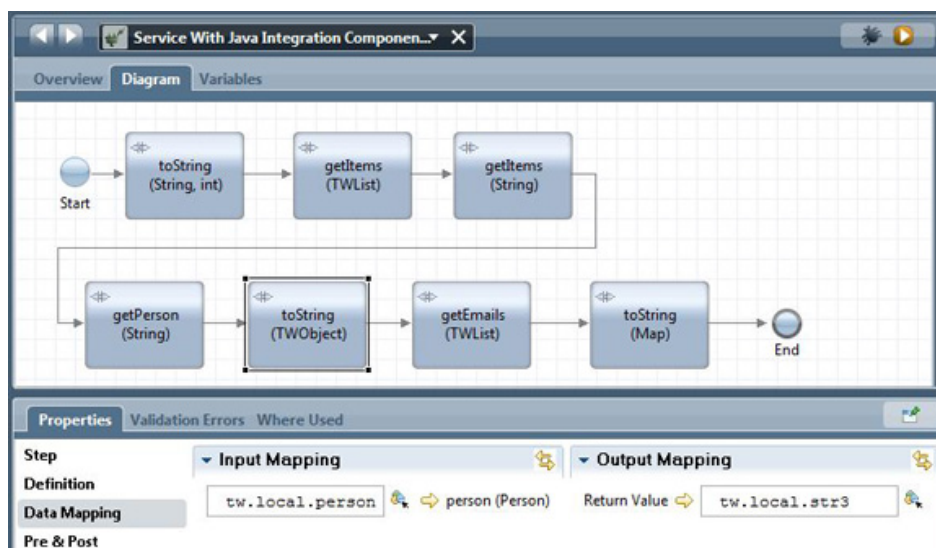 Service With Java Integration Componen...
Overview Diagram Variables
Start
toString
(String, int)
getItems
(TWList)
getItems
(String)
getPerson
(String)
toString
(TWObject)
getEmails
(TWList)
toString
(Map)
End
Properties Validation Errors Where Used
Step
Definition
Data Mapping
Pre & Post
Input Mapping
tw.local.person person (Person)
Output Mapping
Return Value tw.local.str3